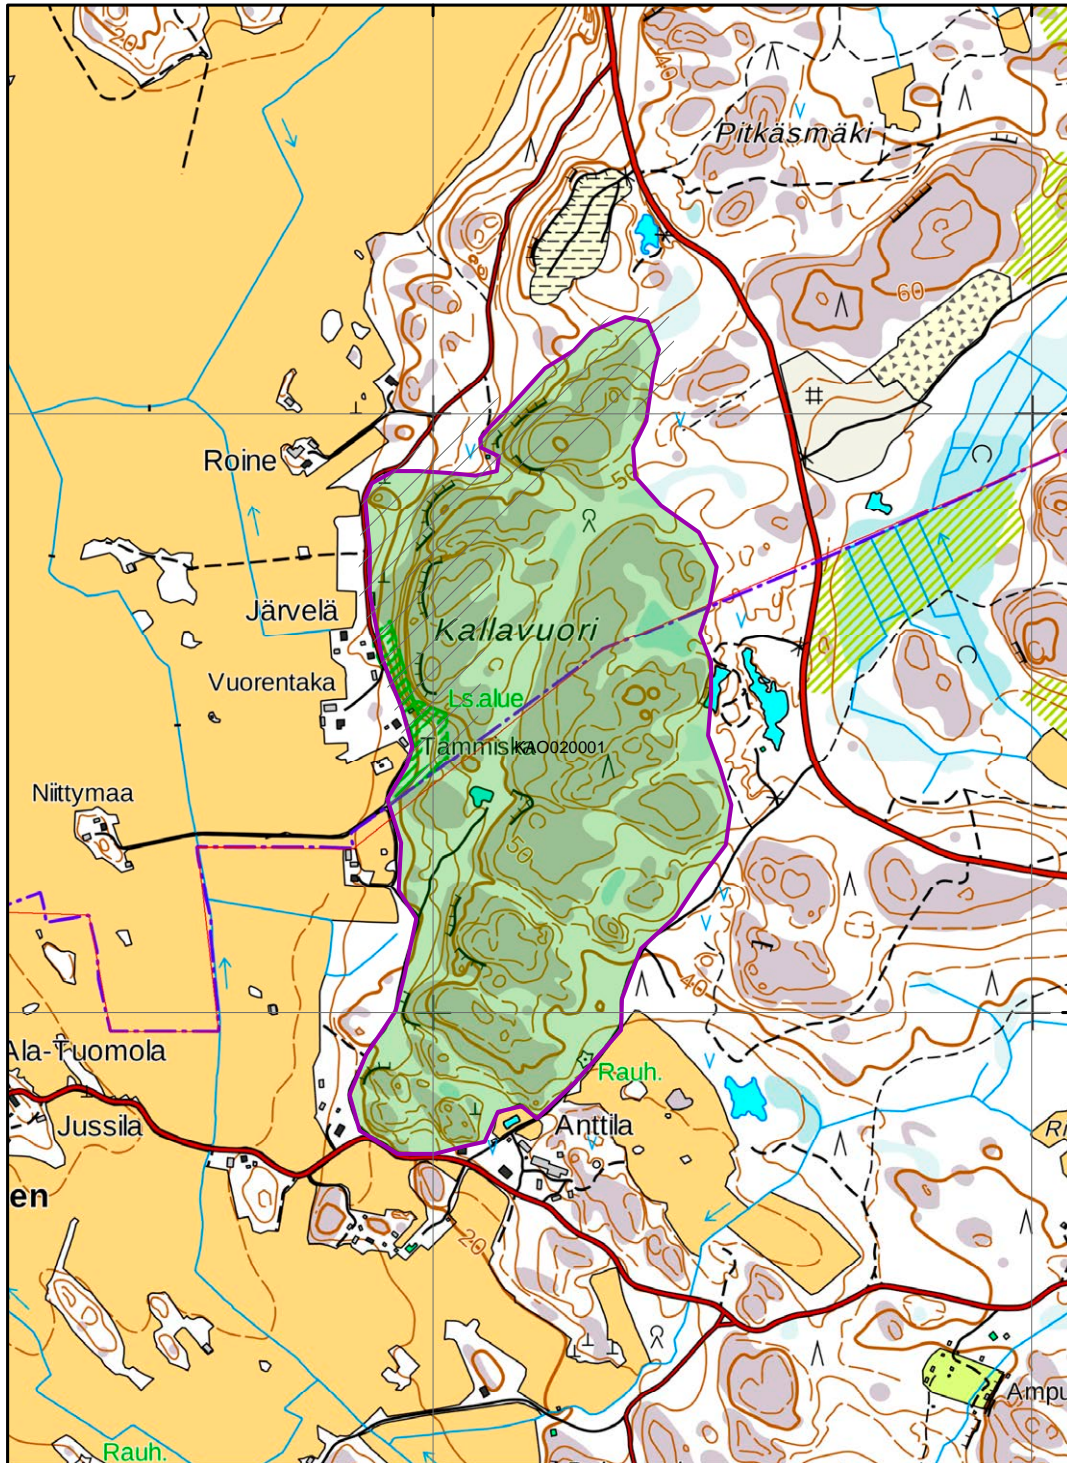 20
40
Pitkäsmäki
60
Roine
50
Järvelä
Kallavuori
Vuorentaka
Ls.alue
KAO020001
Niittymaa
50
40
Ala-Tuomola
Rauh.
Jussila
Anttila
Ri
en
20
Ampu
Rauh.